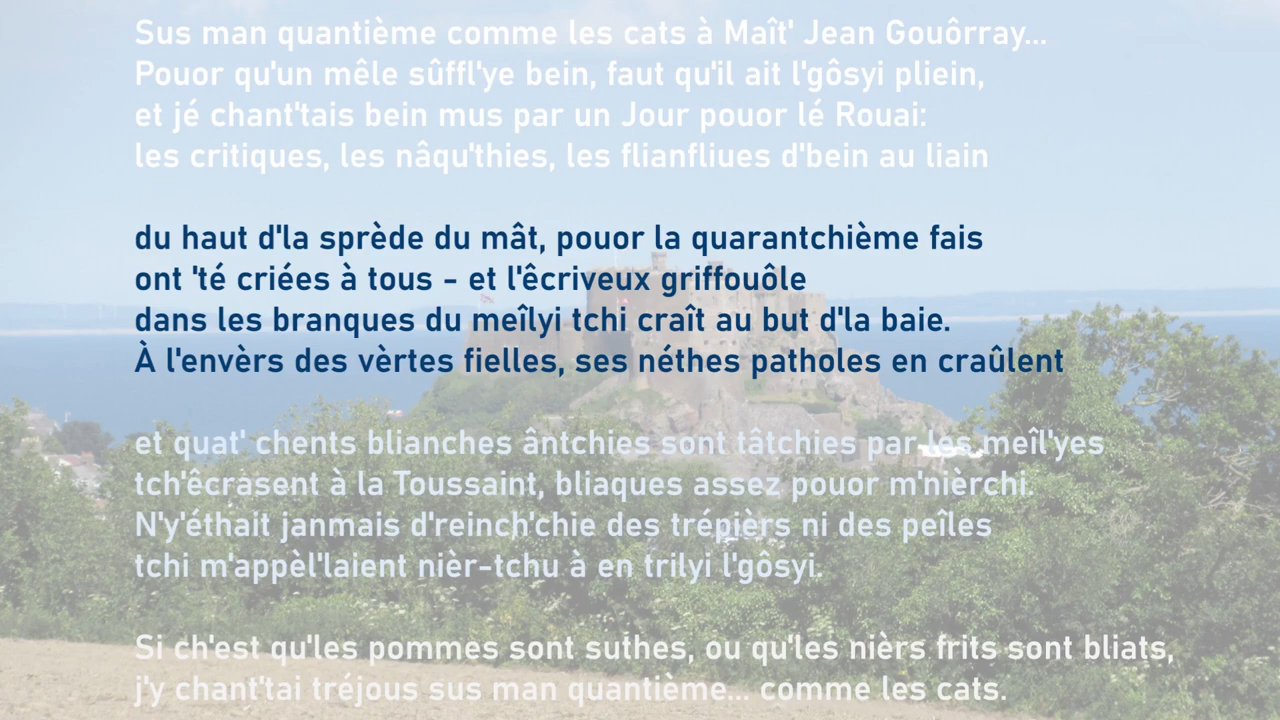 Sus man quantième comme les cats à Maît' Jean Gouôrray...
Pouor qu'un mêle sûffl'ye bein, faut qu'il ait l'gôsyi pliein,
et jé chant'tais bein mus par un Jour pouor lé Rouai:
les critiques, les nâqu'thies, les flianfliues d'bein au liain
du haut d'la sprède du mât, pouor la quarantchième fais
ont 'té criées à tous - et l'êcriveux griffouôle
dans les branques du meîlyi tchi craît au but d'la baie.
À l'envèrs des vèrtes fielles, ses néthes patholes en craûlent
et quat' chents blianches ântchies sont tâtchies par les meîl'yes
tch'êcrasent à la Toussaint, bliaques assez pouor m'nièrchi.
N'y'éthait janmais d'reinch'chie des trépièrs ni des peîles
tchi m'appèl'laient nièr-tchu à en trilyi l'gôsyi.
Si ch'est qu'les pommes sont suthes, ou qu'les nièrs frits sont bliats,
j'y chant'tai tréjous sus man quantième... comme les cats.